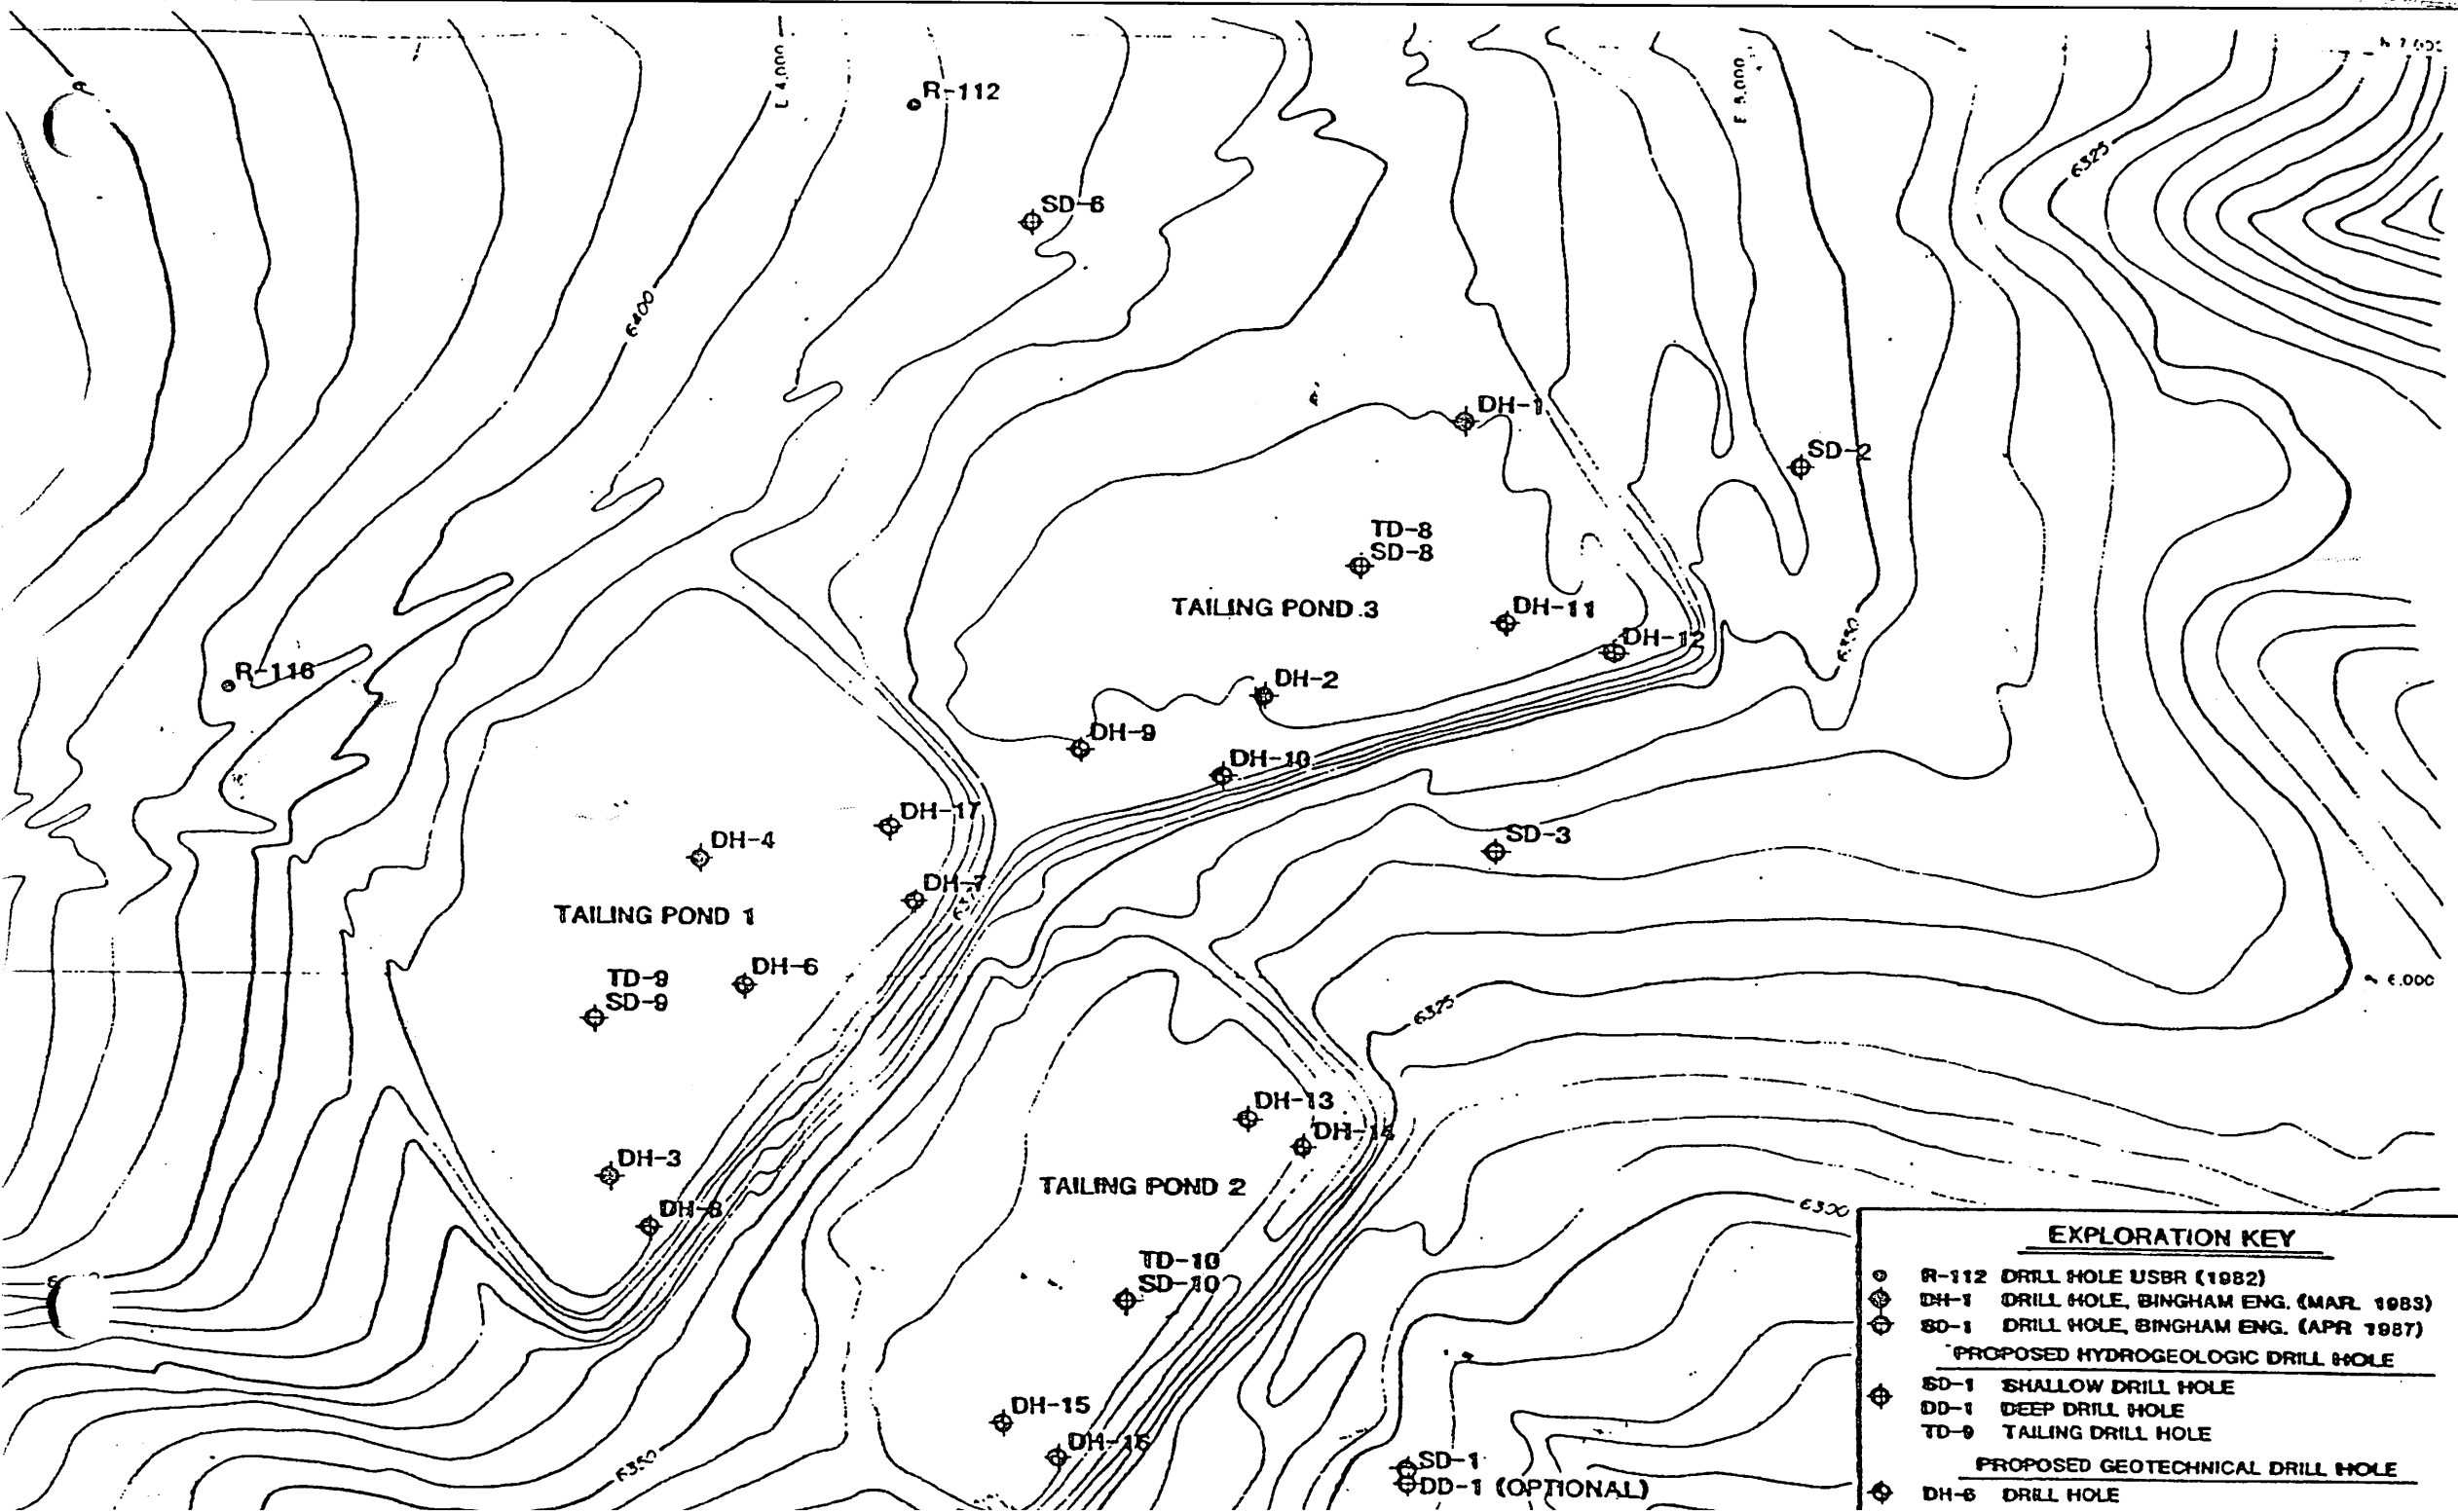 E 5,000
R-112
6325
SD-6
6400
DH-1
SD-2
TD-8
SD-8
TAILING POND 3
DH-11
DH-12
6350
R-116
DH-2
DH-9
DH-10
DH-17
DH-4
SD-3
DH-7
TAILING POND 1
DH-6
TD-9
SD-9
6.000
6325
DH-13
DH-14
DH-3
TAILING POND 2
DH-8
6300
TD-10
SD-10
DH-15
DH-16
6350
SD-1
DD-1 (OPTIONAL)
EXPLORATION KEY
R-112 DRILL HOLE USBR (1982)
DH-1 DRILL HOLE, BINGHAM ENG. (MAR. 1983)
SD-1 DRILL HOLE, BINGHAM ENG. (APR 1987)
PROPOSED HYDROGEOLOGIC DRILL HOLE
SD-1 SHALLOW DRILL HOLE
DD-1 DEEP DRILL HOLE
TD-9 TAILING DRILL HOLE
PROPOSED GEOTECHNICAL DRILL HOLE
DH-6 DRILL HOLE